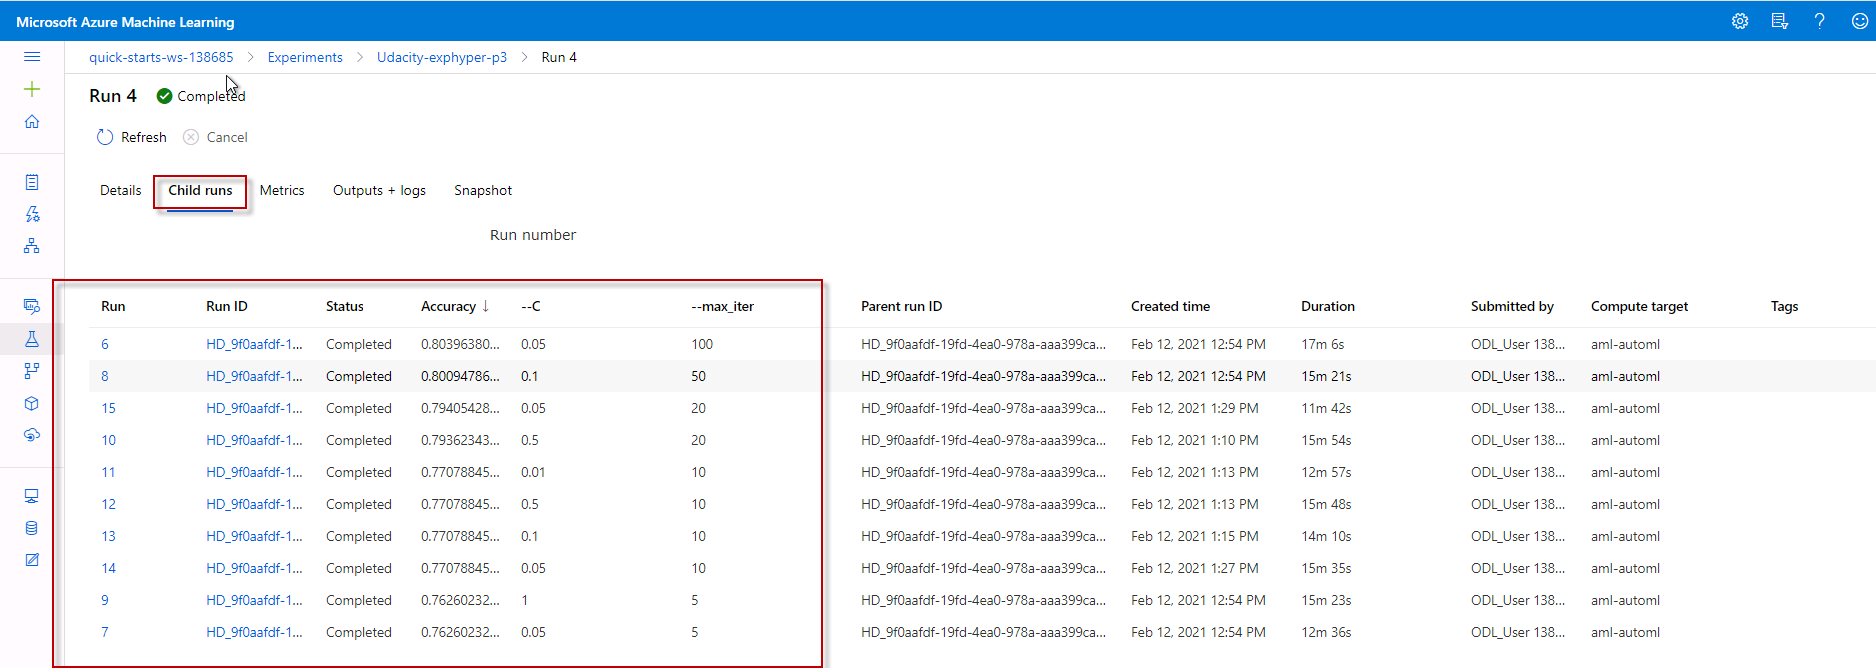 Microsoft Azure Machine Learning
quick-starts-ws-138685 > Experiments > Udacity-exphyper-p3 > Run 4
Run 4 Completed
Refresh Cancel
Details Child runs Metrics Outputs + logs Snapshot
Run number
Run Run ID Status Accuracy ↓ --C --max_iter Parent run ID Created time Duration Submitted by Compute target Tags
6 HD_9f0aafdf-1... Completed 0.80396380... 0.05 100 HD_9f0aafdf-19fd-4ea0-978a-aaa399ca... Feb 12, 2021 12:54 PM 17m 6s ODL_User 138... aml-automl
8 HD_9f0aafdf-1... Completed 0.80094786... 0.1 50 HD_9f0aafdf-19fd-4ea0-978a-aaa399ca... Feb 12, 2021 12:54 PM 15m 21s ODL_User 138... aml-automl
15 HD_9f0aafdf-1... Completed 0.79405428... 0.05 20 HD_9f0aafdf-19fd-4ea0-978a-aaa399ca... Feb 12, 2021 1:29 PM 11m 42s ODL_User 138... aml-automl
10 HD_9f0aafdf-1... Completed 0.79362343... 0.5 20 HD_9f0aafdf-19fd-4ea0-978a-aaa399ca... Feb 12, 2021 1:10 PM 15m 54s ODL_User 138... aml-automl
11 HD_9f0aafdf-1... Completed 0.77078845... 0.01 10 HD_9f0aafdf-19fd-4ea0-978a-aaa399ca... Feb 12, 2021 1:13 PM 12m 57s ODL_User 138... aml-automl
12 HD_9f0aafdf-1... Completed 0.77078845... 0.5 10 HD_9f0aafdf-19fd-4ea0-978a-aaa399ca... Feb 12, 2021 1:13 PM 15m 48s ODL_User 138... aml-automl
13 HD_9f0aafdf-1... Completed 0.77078845... 0.1 10 HD_9f0aafdf-19fd-4ea0-978a-aaa399ca... Feb 12, 2021 1:15 PM 14m 10s ODL_User 138... aml-automl
14 HD_9f0aafdf-1... Completed 0.77078845... 0.05 10 HD_9f0aafdf-19fd-4ea0-978a-aaa399ca... Feb 12, 2021 1:27 PM 15m 35s ODL_User 138... aml-automl
9 HD_9f0aafdf-1... Completed 0.76260232... 1 5 HD_9f0aafdf-19fd-4ea0-978a-aaa399ca... Feb 12, 2021 12:54 PM 15m 23s ODL_User 138... aml-automl
7 HD_9f0aafdf-1... Completed 0.76260232... 0.05 5 HD_9f0aafdf-19fd-4ea0-978a-aaa399ca... Feb 12, 2021 12:54 PM 12m 36s ODL_User 138... aml-automl